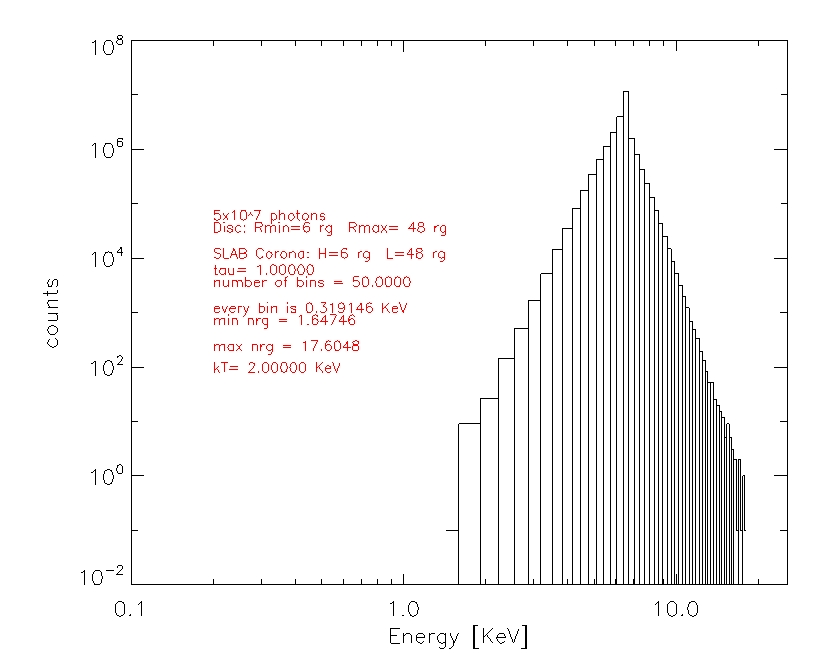 10^8
10^6
10^4
10^2
10^0
10^-2
counts
5x10^7 photons
Disc: Rmin=6 rg Rmax= 48 rg
SLAB Corona: H=6 rg L=48 rg
tau= 1.00000
number of bins = 50.0000
every bin is 0.319146 KeV
min nrg = 1.64746
max nrg = 17.6048
kT= 2.00000 KeV
0.1 1.0 10.0
Energy [KeV]